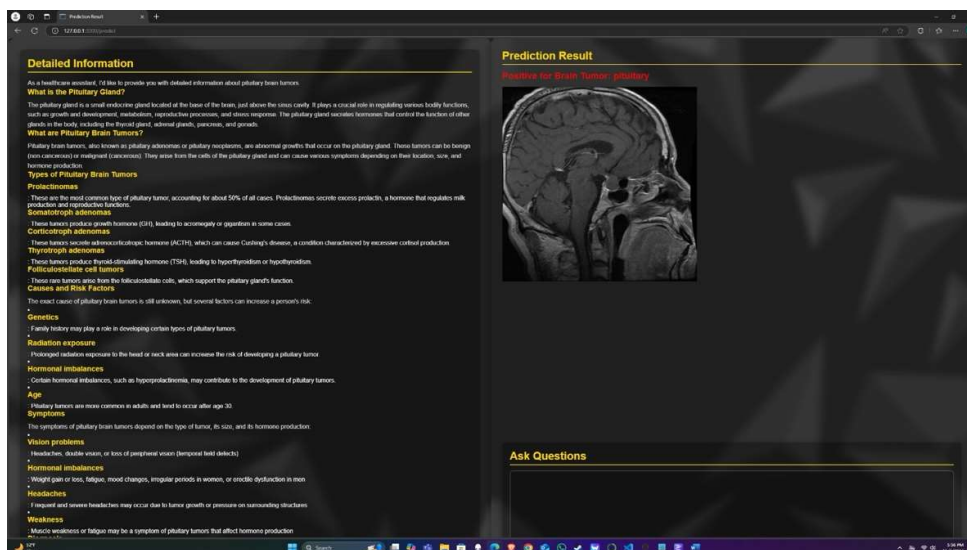 Prediction Result
127.0.0.1:5000/predict
Detailed Information
As a healthcare assistant, I'd like to provide you with detailed information about pituitary brain tumors.
What is the Pituitary Gland?
The pituitary gland is a small endocrine gland located at the base of the brain, just above the sinus cavity. It plays a crucial role in regulating various bodily functions,
such as growth and development, metabolism, reproductive processes, and stress response. The pituitary gland secretes hormones that control the function of other
glands in the body, including the thyroid gland, adrenal glands, pancreas, and gonads.
What are Pituitary Brain Tumors?
Pituitary brain tumors, also known as pituitary adenomas or pituitary neoplasms, are abnormal growths that occur on the pituitary gland. These tumors can be benign
(non-cancerous) or malignant (cancerous). They arise from the cells of the pituitary gland and can cause various symptoms depending on their location, size, and
hormone production.
Types of Pituitary Brain Tumors
Prolactinomas
: These are the most common type of pituitary tumor, accounting for about 50% of all cases. Prolactinomas secrete excess prolactin, a hormone that regulates milk
production and reproductive functions.
Somatotroph adenomas
: These tumors produce growth hormone (GH), leading to acromegaly or gigantism in some cases.
Corticotroph adenomas
: These tumors secrete adrenocorticotropic hormone (ACTH), which can cause Cushing's disease, a condition characterized by excessive cortisol production.
Thyrotroph adenomas
: These tumors produce thyroid-stimulating hormone (TSH), leading to hyperthyroidism or hypothyroidism.
Folliculostellate cell tumors
: These rare tumors arise from the folliculostellate cells, which support the pituitary gland's function.
Causes and Risk Factors
The exact cause of pituitary brain tumors is still unknown, but several factors can increase a person's risk:
Genetics
: Family history may play a role in developing certain types of pituitary tumors.
Radiation exposure
: Prolonged radiation exposure to the head or neck area can increase the risk of developing a pituitary tumor.
Hormonal imbalances
: Certain hormonal imbalances, such as hyperprolactinemia, may contribute to the development of pituitary tumors.
Age
: Pituitary tumors are more common in adults and tend to occur after age 30.
Symptoms
The symptoms of pituitary brain tumors depend on the type of tumor, its size, and its hormone production:
Vision problems
: Headaches, double vision, or loss of peripheral vision (temporal field defects)
Hormonal imbalances
: Weight gain or loss, fatigue, mood changes, irregular periods in women, or erectile dysfunction in men
Headaches
: Frequent and severe headaches may occur due to tumor growth or pressure on surrounding structures
Weakness
: Muscle weakness or fatigue may be a symptom of pituitary tumors that affect hormone production
Prediction Result
Positive for Brain Tumor: pituitary
Ask Questions
Search